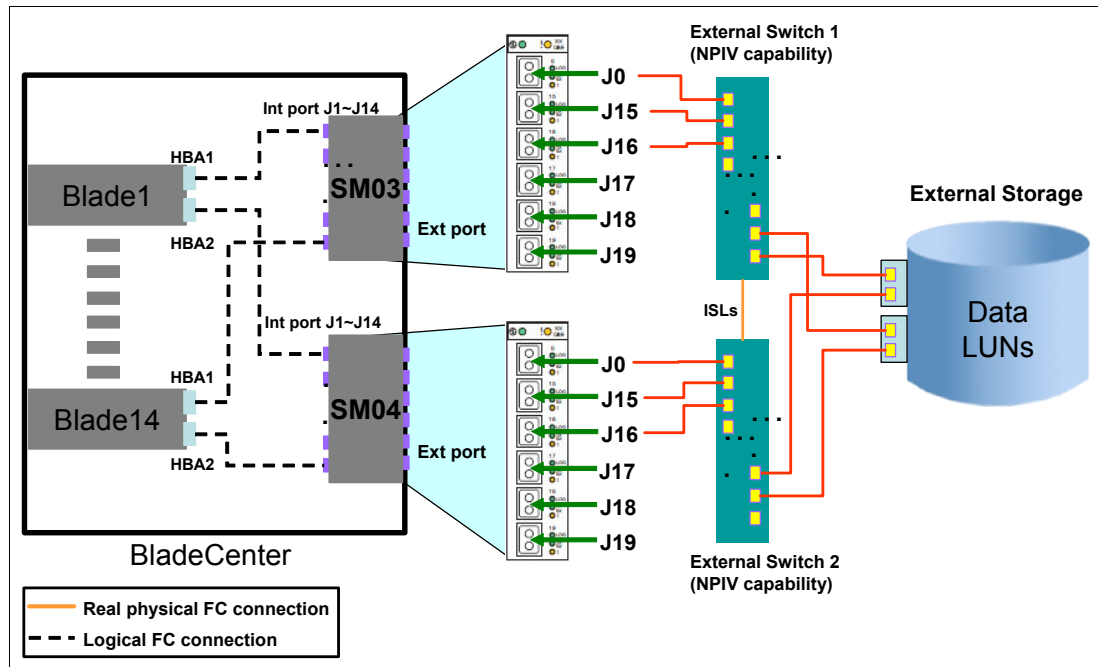 External Switch 1
(NPIV capability)
J0
J15
J16
J17
J18
J19
Int port J1~J14
HBA1
Blade1
HBA2
SM03
Ext port
External Storage
Data
LUNs
ISLs
Int port J1~J14
HBA1
Blade14
HBA2
SM04
Ext port
J0
J15
J16
J17
J18
J19
BladeCenter
External Switch 2
(NPIV capability)
Real physical FC connection
Logical FC connection